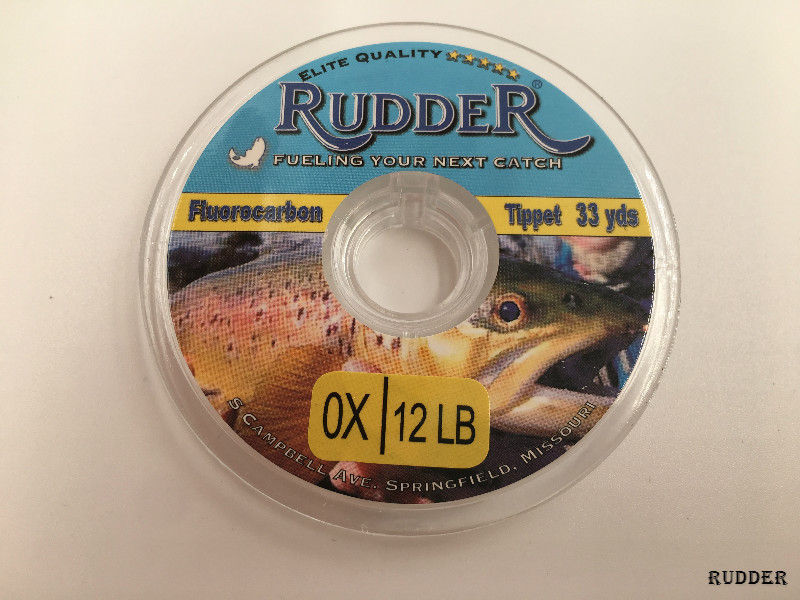 ELITE QUALITY
RUDDER®
FUELING YOUR NEXT CATCH
Fluorocarbon Tippet 33 yds
0X 12 LB
S CAMPBELL AVE. SPRINGFIELD, MISSOURI
RUDDER